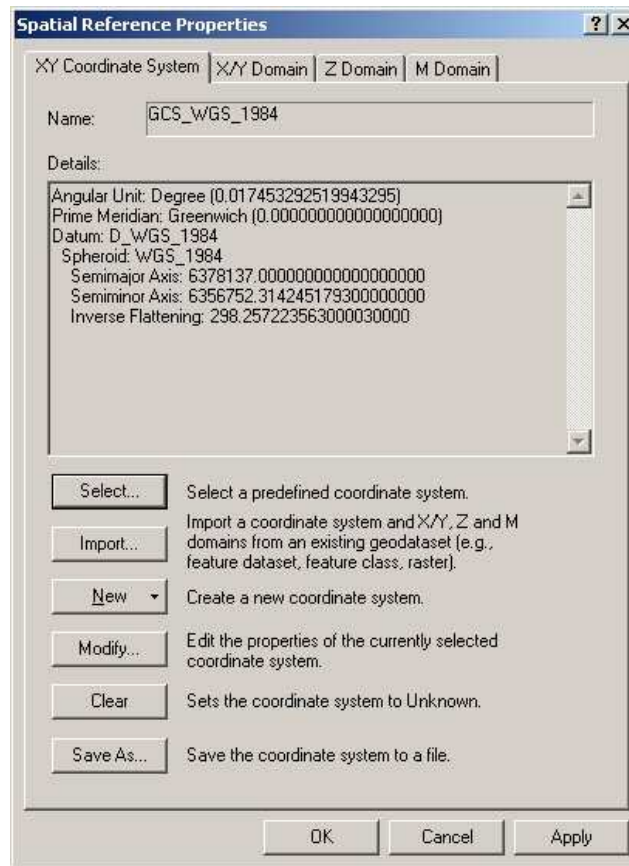 Spatial Reference Properties
XY Coordinate System X/Y Domain Z Domain M Domain
Name: GCS_WGS_1984
Details:
Angular Unit: Degree (0.017453292519943295)
Prime Meridian: Greenwich (0.000000000000000000)
Datum: D_WGS_1984
Spheroid: WGS_1984
Semimajor Axis: 6378137.000000000000000000
Semiminor Axis: 6356752.314245179300000000
Inverse Flattening: 298.257223563000030000
Select... Select a predefined coordinate system.
Import a coordinate system and X/Y, Z and M
Import... domains from an existing geodataset (e.g.,
feature dataset, feature class, raster).
New Create a new coordinate system.
Modify... Edit the properties of the currently selected
coordinate system.
Clear Sets the coordinate system to Unknown.
Save As... Save the coordinate system to a file.
OK Cancel Apply